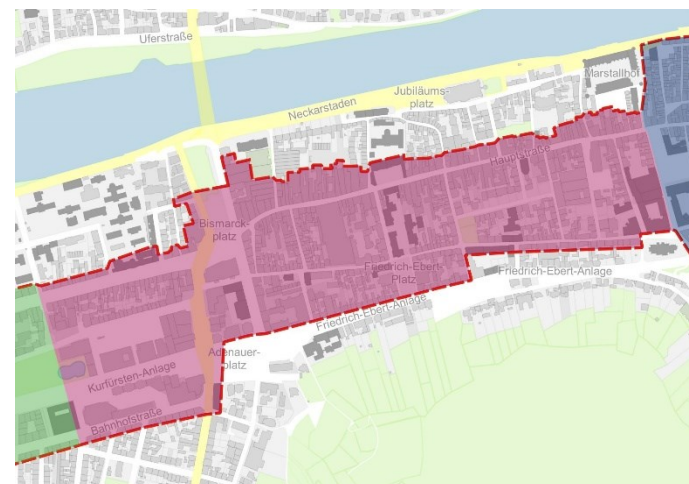 Uferstraße
Marstallhof
Jubiläums-
platz
Neckarstaden
Hauptstraße
Bismarck-
platz
Friedrich-Ebert-
Platz
Friedrich-Ebert-Anlage
Friedrich-Ebert-Anlage
Adenauer-
platz
Kurfürsten-Anlage
Bahnhofstraße